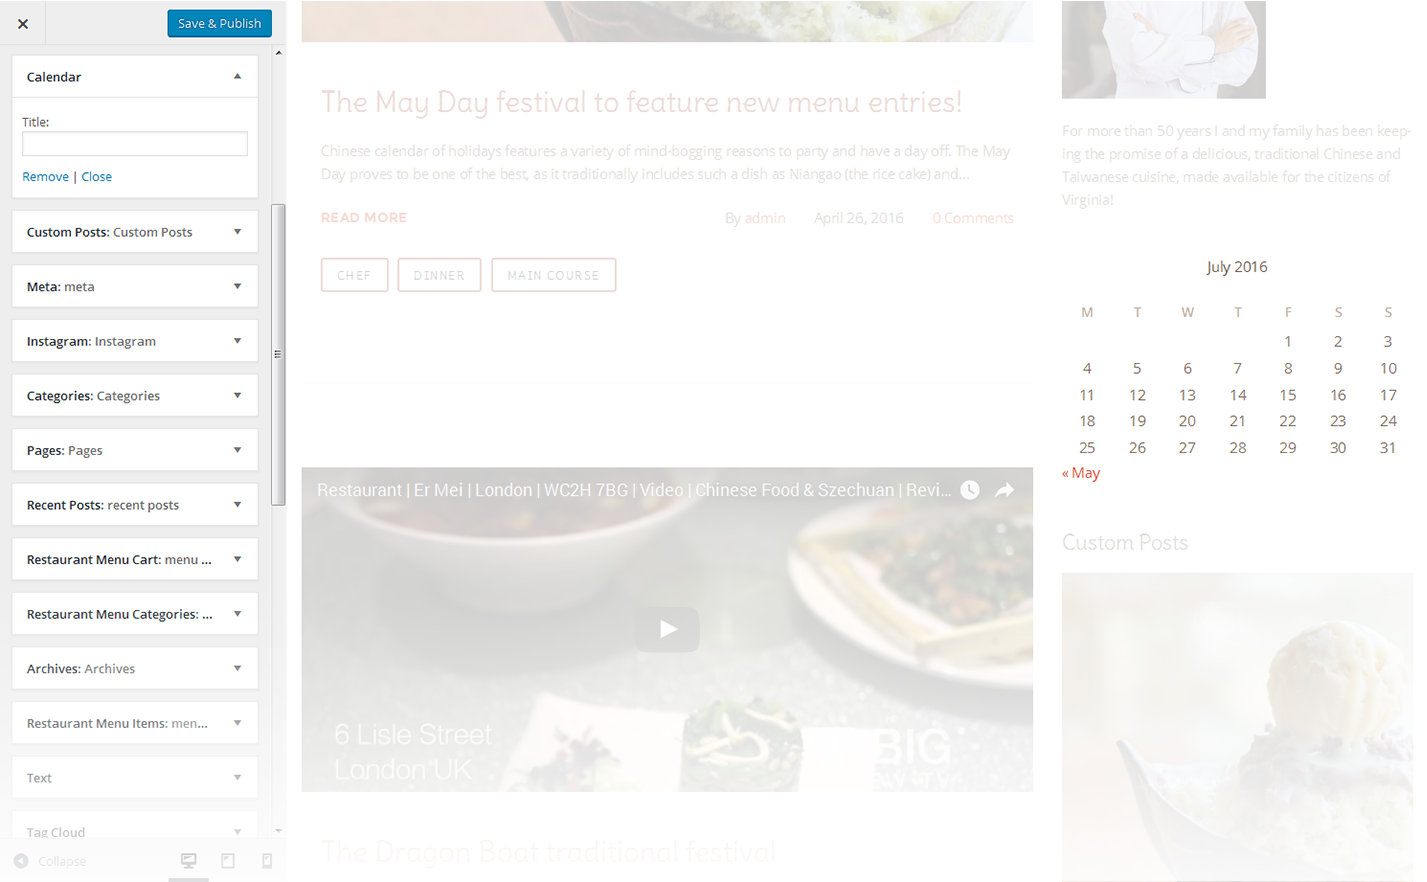 Save & Publish
Calendar
Title:
Remove | Close
Custom Posts: Custom Posts
Meta: meta
Instagram: Instagram
Categories: Categories
Pages: Pages
Recent Posts: recent posts
Restaurant Menu Cart: menu ...
Restaurant Menu Categories: ...
Archives: Archives
Restaurant Menu Items: men...
Text
Tag Cloud
Collapse
The May Day festival to feature new menu entries!
Chinese calendar of holidays features a variety of mind-bogging reasons to party and have a day off. The May
Day proves to be one of the best, as it traditionally includes such a dish as Niangao (the rice cake) and...
READ MORE By admin April 26, 2016 0 Comments
CHEF DINNER MAIN COURSE
Restaurant | Er Mei | London | WC2H 7BG | Video | Chinese Food & Szechuan | Revi...
6 Lisle Street
London UK
BIG
The Dragon Boat traditional festival
For more than 50 years I and my family has been keep-
ing the promise of a delicious, traditional Chinese and
Taiwanese cuisine, made available for the citizens of
Virginia!
July 2016
M T W T F S S
1 2 3
4 5 6 7 8 9 10
11 12 13 14 15 16 17
18 19 20 21 22 23 24
25 26 27 28 29 30 31
« May
Custom Posts